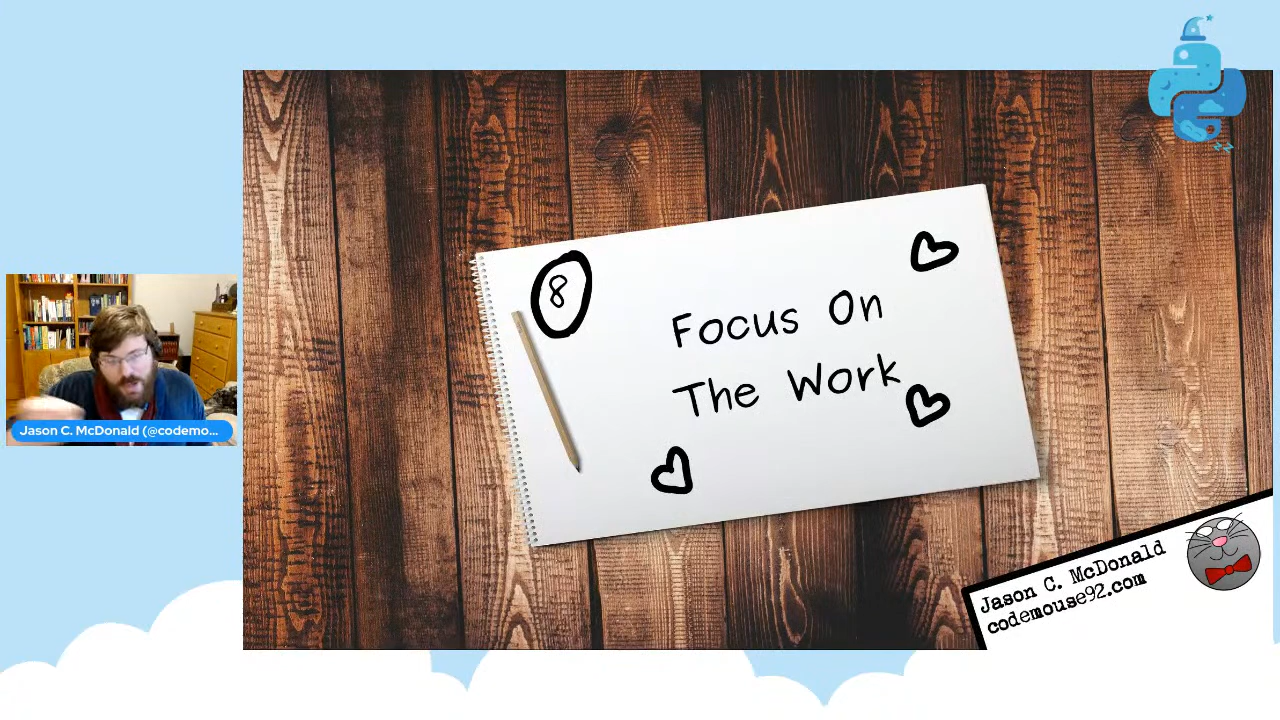 8
Focus On
The Work
Jason C. McDonald (@codemo...
Jason C. McDonald
codemouse92.com